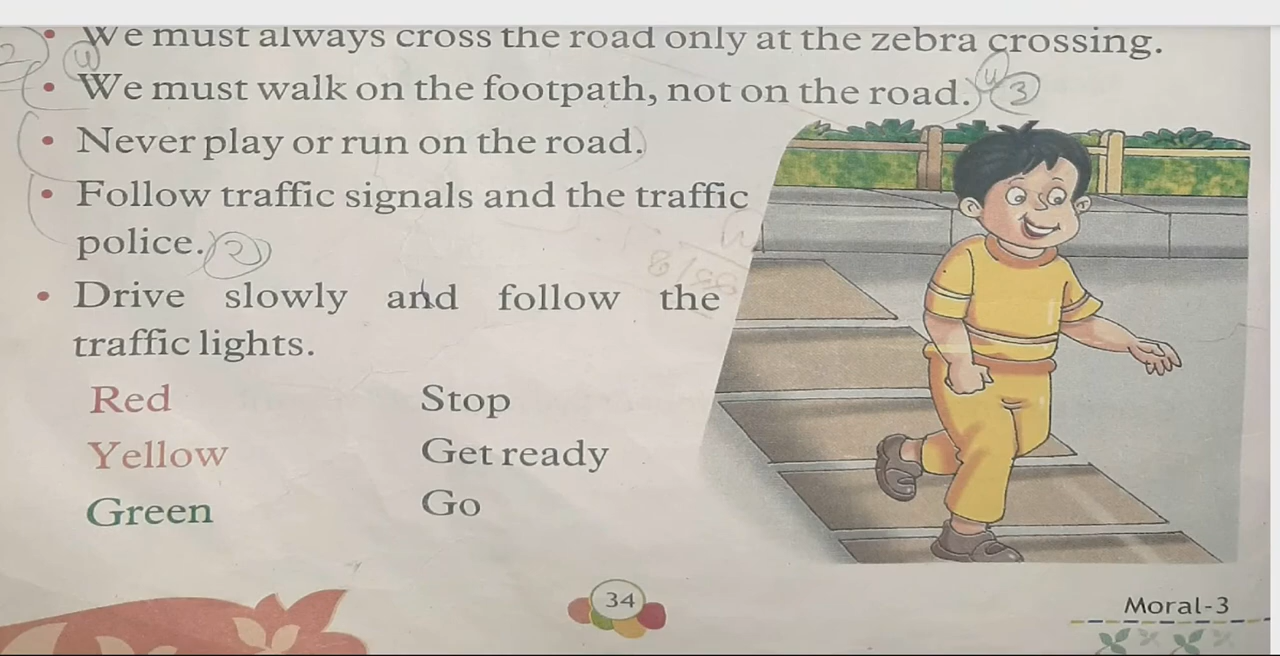 • We must always cross the road only at the zebra crossing.
• We must walk on the footpath, not on the road. 3
• Never play or run on the road.
• Follow traffic signals and the traffic
police. 2
• Drive slowly and follow the
traffic lights.
Red Stop
Yellow Get ready
Green Go
34
Moral-3